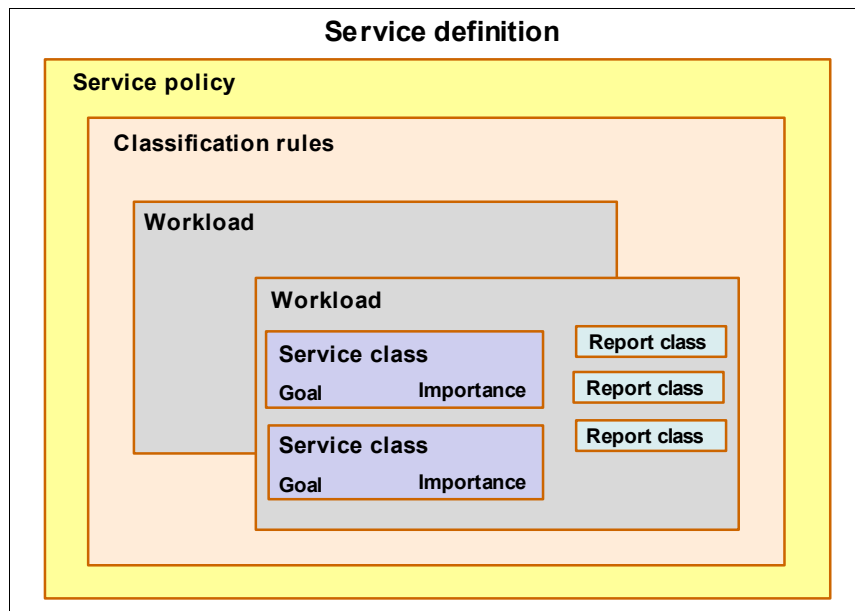 Service definition
Service policy
Classification rules
Workload
Workload
Service class
Goal Importance
Service class
Goal Importance
Report class
Report class
Report class